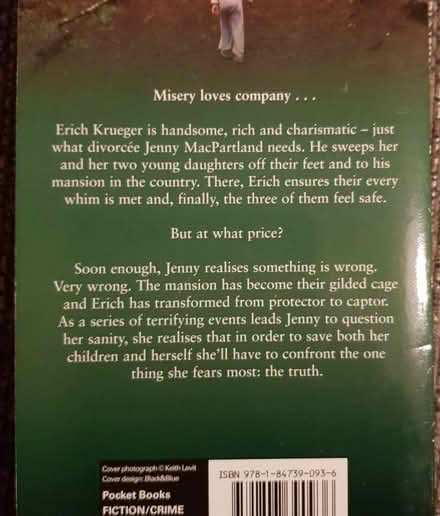 Misery loves company . . .
Erich Krueger is handsome, rich and charismatic – just
what divorcée Jenny MacPartland needs. He sweeps her
and her two young daughters off their feet and to his
mansion in the country. There, Erich ensures their every
whim is met and, finally, the three of them feel safe.
But at what price?
Soon enough, Jenny realises something is wrong.
Very wrong. The mansion has become their gilded cage
and Erich has transformed from protector to captor.
As a series of terrifying events leads Jenny to question
her sanity, she realises that in order to save both her
children and herself she'll have to confront the one
thing she fears most: the truth.
Cover photograph © Keith Levit
Cover design: Black&Blue
Pocket Books
FICTION/CRIME
ISBN 978-1-84739-093-6